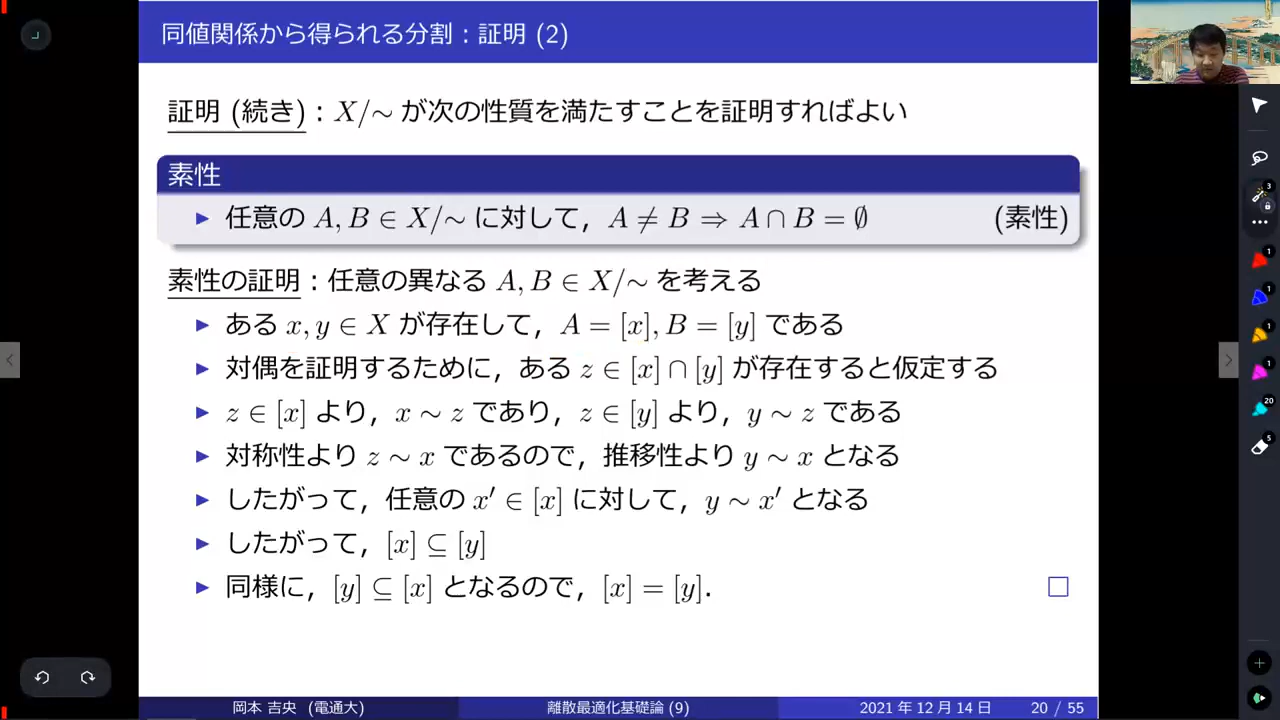 同値関係から得られる分割 : 証明 (2)
証明 (続き) : X/∼ が次の性質を満たすことを証明すればよい
素性
▶ 任意の A, B ∈ X/∼ に対して，A ≠ B ⇒ A ∩ B = ∅ (素性)
素性の証明 : 任意の異なる A, B ∈ X/∼ を考える
▶ ある x, y ∈ X が存在して，A = [x], B = [y] である
▶ 対偶を証明するために，ある z ∈ [x] ∩ [y] が存在すると仮定する
▶ z ∈ [x] より，x ∼ z であり，z ∈ [y] より，y ∼ z である
▶ 対称性より z ∼ x であるので，推移性より y ∼ x となる
▶ したがって，任意の x′ ∈ [x] に対して，y ∼ x′ となる
▶ したがって，[x] ⊆ [y]
▶ 同様に，[y] ⊆ [x] となるので，[x] = [y]. □
岡本 吉央 (電通大) 離散最適化基礎論 (9) 2021 年 12 月 14 日 20 / 55
3
1
1
1
1
20
5